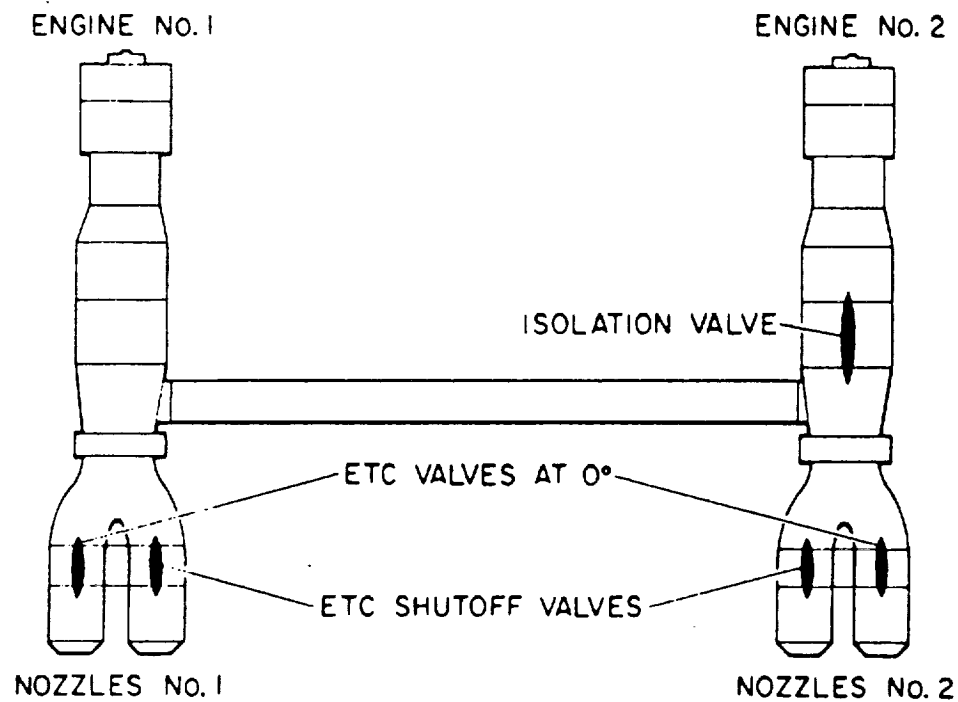 ENGINE No. 1
ENGINE No. 2
ISOLATION VALVE
ETC VALVES AT 0°
ETC SHUTOFF VALVES
NOZZLES No. 1
NOZZLES No. 2